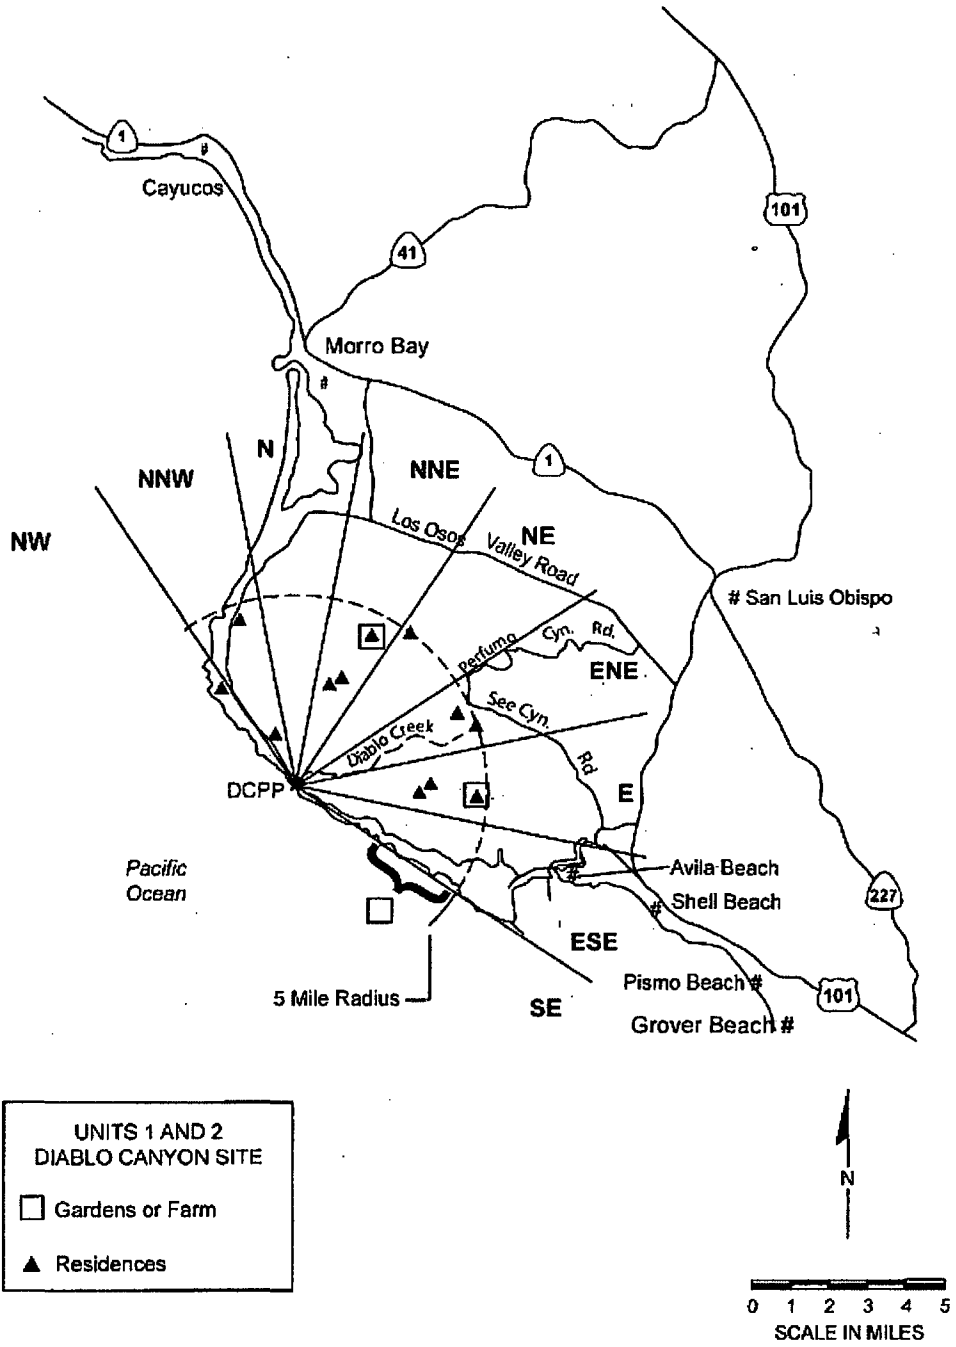 1
#
Cayucos
101
41
Morro Bay
#
N
NNW
NNE
1
NW
Los Osos
Valley Road
NE
# San Luis Obispo
Perfumo
Cyn. Rd.
ENE
See Cyn.
Rd
Diablo Creek
DCPP
E
Pacific
Ocean
#
Avila Beach
#
Shell Beach
227
ESE
Pismo Beach #
101
5 Mile Radius
SE
Grover Beach #
UNITS 1 AND 2
DIABLO CANYON SITE
Gardens or Farm
Residences
N
0 1 2 3 4 5
SCALE IN MILES